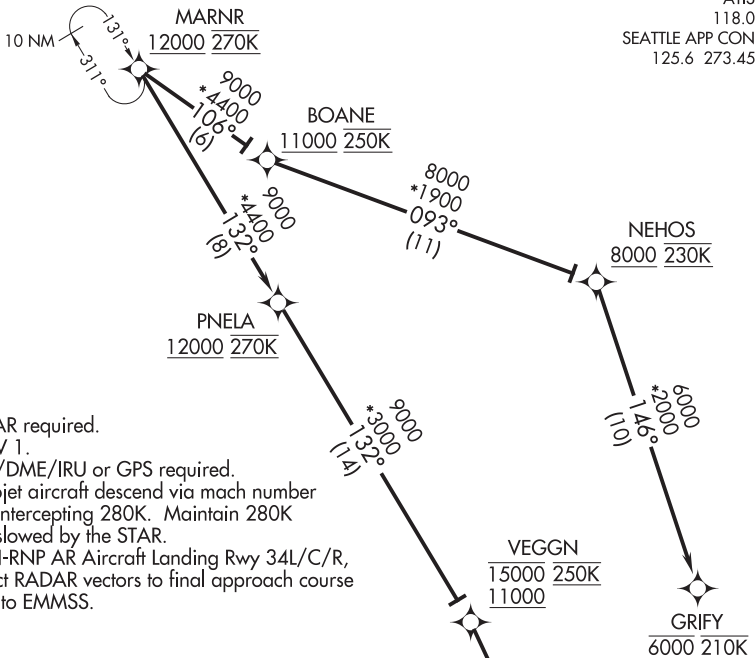 ATIS
118.0
SEATTLE APP CON
125.6 273.45
MARNR
12000 270K
10 NM
131°
311°
9000
*4400
106°
(6)
BOANE
11000 250K
8000
*1900
093°
(11)
9000
*4400
132°
(8)
NEHOS
8000 230K
PNELA
12000 270K
9000
*3000
132°
(14)
6000
*2000
146°
(10)
AR required.
1.
/DME/IRU or GPS required.
jet aircraft descend via mach number
ntercepting 280K. Maintain 280K
slowed by the STAR.
-RNP AR Aircraft Landing Rwy 34L/C/R,
ct RADAR vectors to final approach course
to EMMSS.
VEGGN
15000 250K
11000
GRIFY
6000 210K